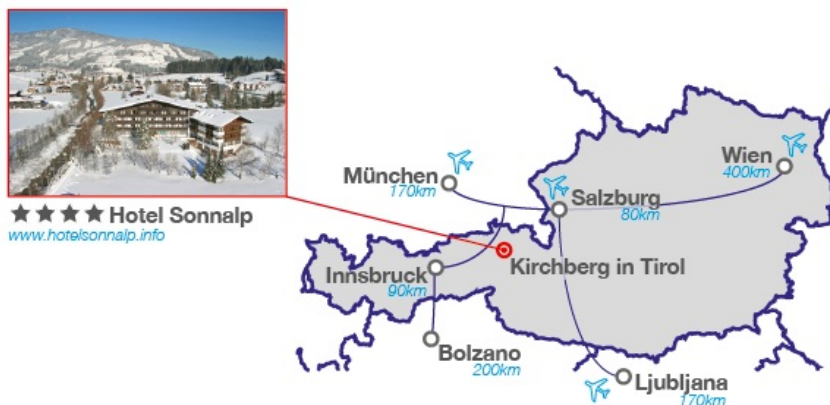 ★★★★ Hotel Sonnalp
www.hotelsonnalp.info
München
170km
Wien
400km
Salzburg
80km
Kirchberg in Tirol
Innsbruck
90km
Bolzano
200km
Ljubljana
170km